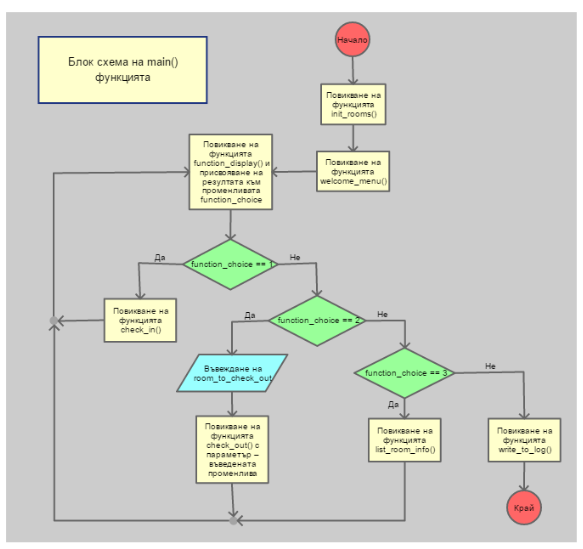 Блок схема на main()
функцията
Начало
Повикване на
функцията
init_rooms()
Повикване на
функцията
welcome_menu()
Повикване на
функцията
function_display() и
присвояване на
резултата към
променливата
function_choice
function_choice == 1
Да
Не
Повикване на
функцията
check_in()
function_choice == 2
Да
Не
Въвеждане на
room_to_check_out
Повикване на
функцията
check_out() с
параметър –
въведената
променлива
function_choice == 3
Да
Не
Повикване на
функцията
list_room_info()
Повикване на
функцията
write_to_log()
Край